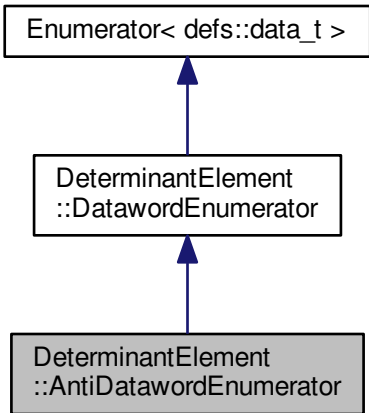 Enumerator< defs::data_t >
DeterminantElement
::DatawordEnumerator
DeterminantElement
::AntiDatawordEnumerator